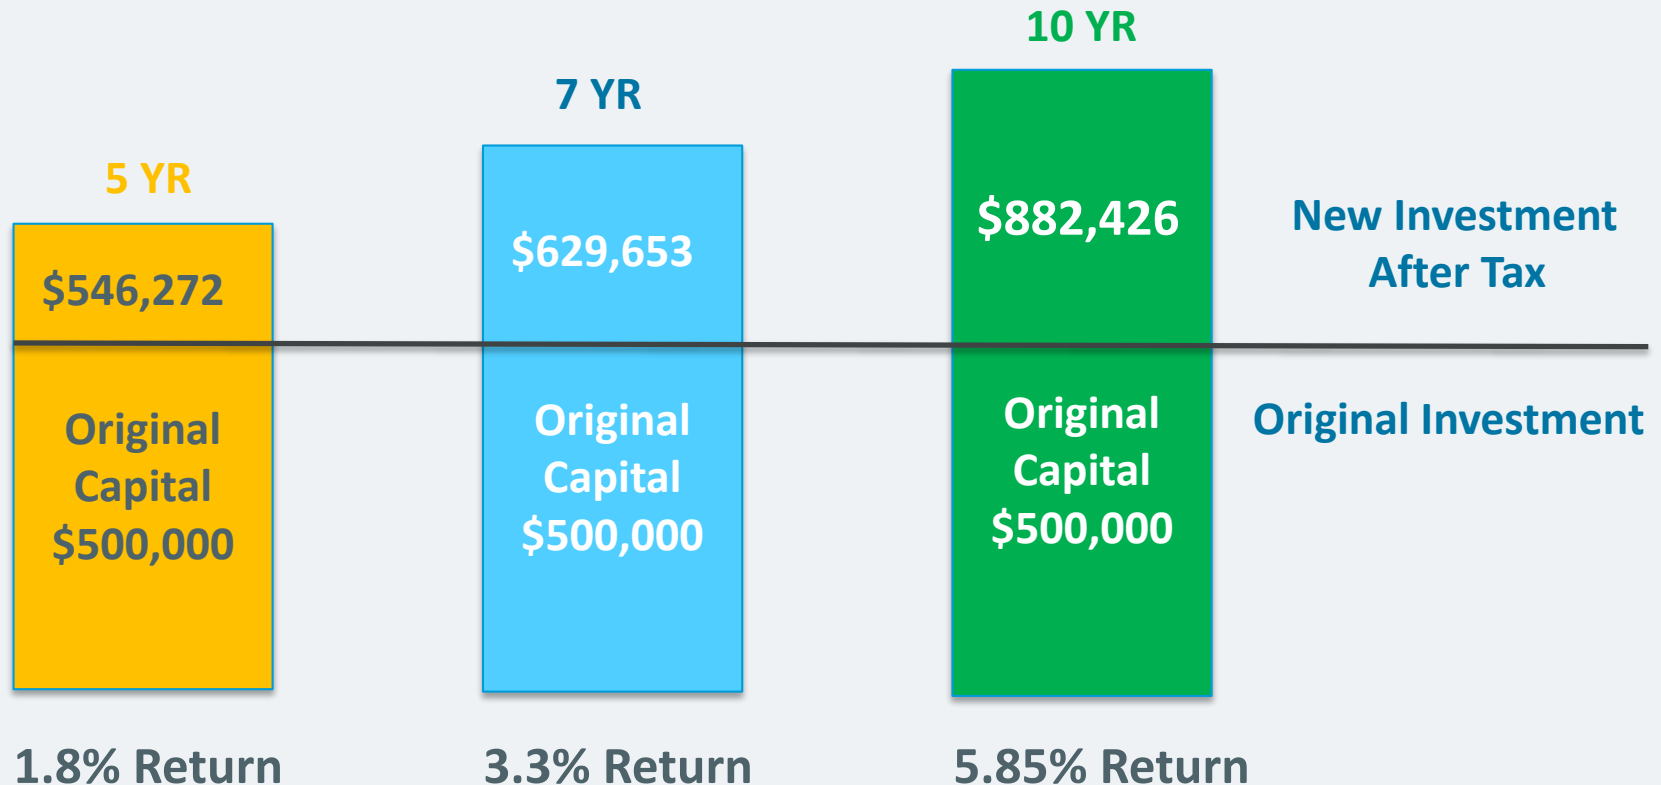 10 YR
7 YR
5 YR
$546,272
$629,653
$882,426
New Investment
After Tax
Original
Capital
$500,000
Original
Capital
$500,000
Original
Capital
$500,000
Original Investment
1.8% Return
3.3% Return
5.85% Return